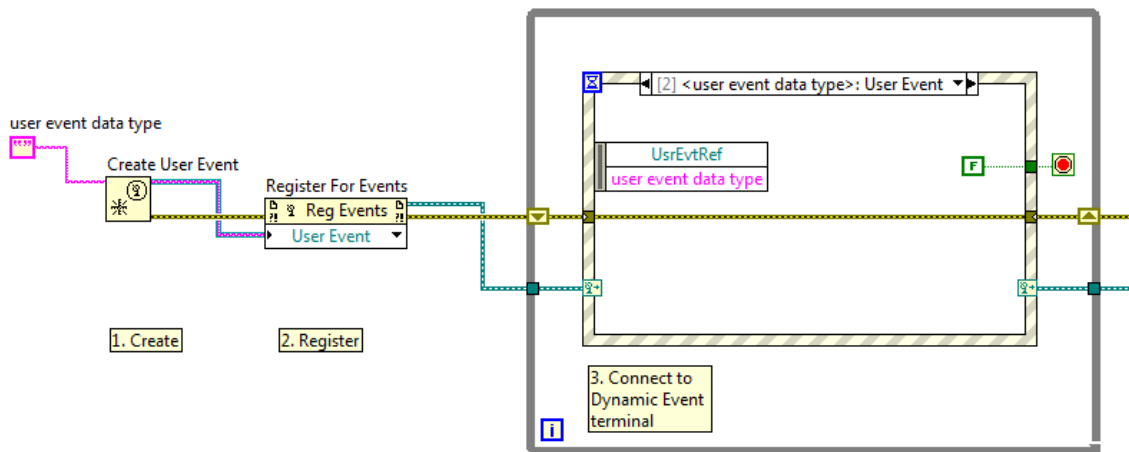 user event data type
""
Create User Event
Register For Events
Reg Events
User Event
[2] <user event data type>: User Event
UsrEvtRef
user event data type
F
1. Create
2. Register
3. Connect to
Dynamic Event
terminal
i